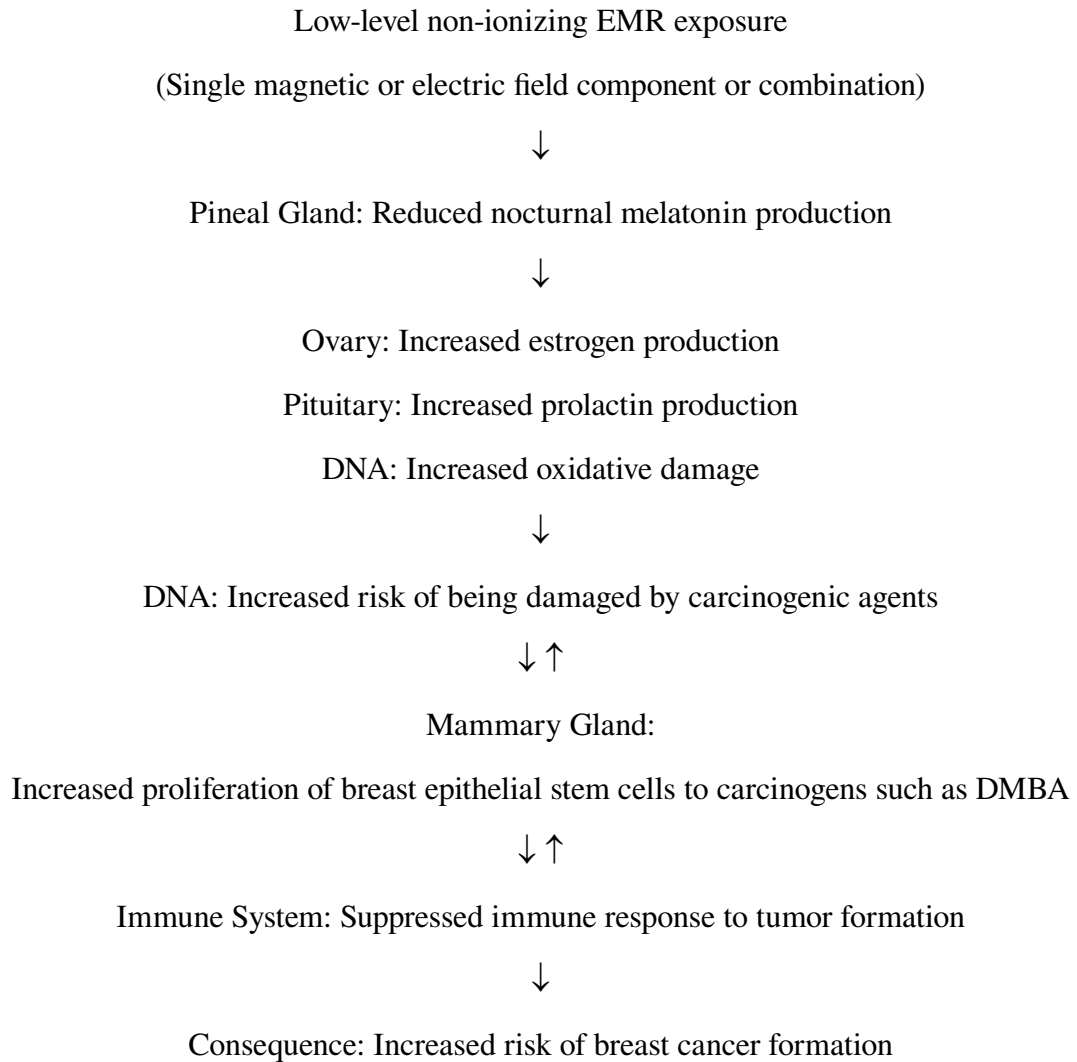 Low-level non-ionizing EMR exposure
(Single magnetic or electric field component or combination)
↓
Pineal Gland: Reduced nocturnal melatonin production
↓
Ovary: Increased estrogen production
Pituitary: Increased prolactin production
DNA: Increased oxidative damage
↓
DNA: Increased risk of being damaged by carcinogenic agents
↓ ↑
Mammary Gland:
Increased proliferation of breast epithelial stem cells to carcinogens such as DMBA
↓ ↑
Immune System: Suppressed immune response to tumor formation
↓
Consequence: Increased risk of breast cancer formation